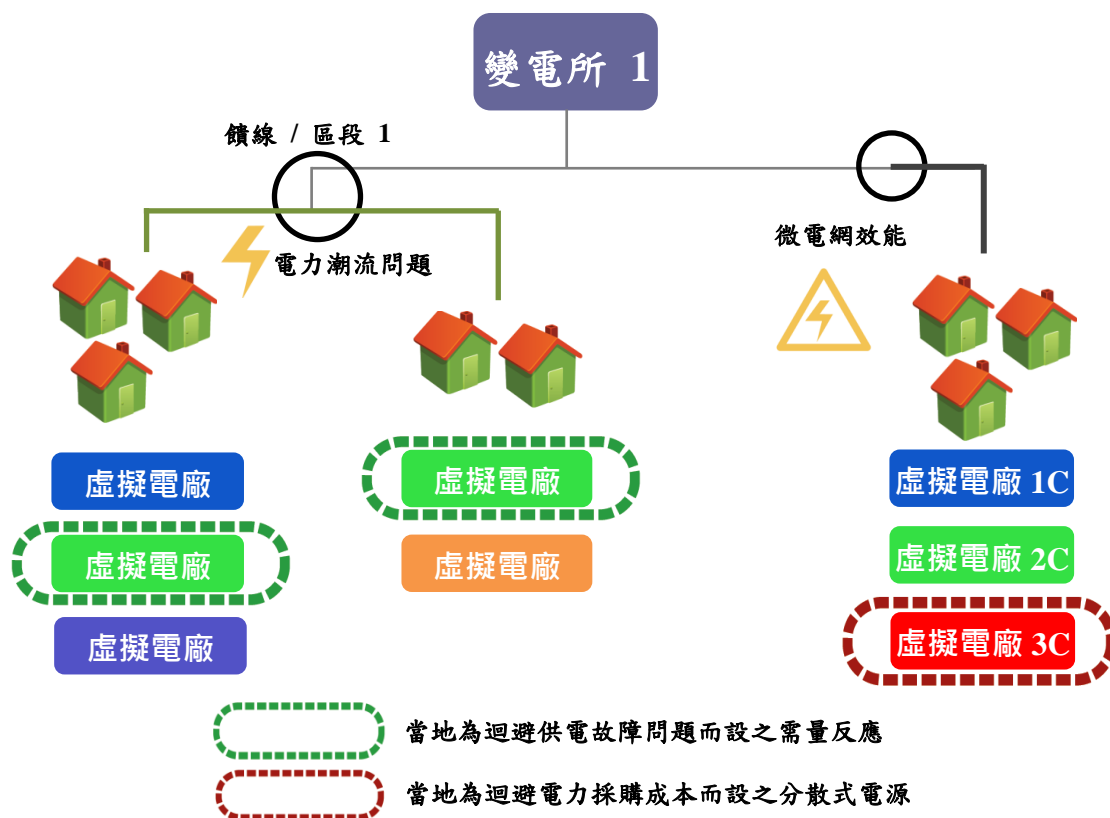 變電所 1
饋線 / 區段 1
電力潮流問題
微電網效能
虛擬電廠
虛擬電廠
虛擬電廠
虛擬電廠
虛擬電廠
虛擬電廠 1C
虛擬電廠 2C
虛擬電廠 3C
當地為迴避供電故障問題而設之需量反應
當地為迴避電力採購成本而設之分散式電源